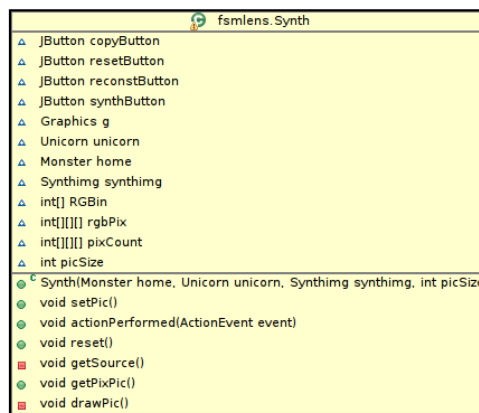 fsmlens.Synth
JButton copyButton
JButton resetButton
JButton reconstButton
JButton synthButton
Graphics g
Unicorn unicorn
Monster home
Synthimg synthimg
int[] RGBin
int[][][] rgbPix
int[][][] pixCount
int picSize
Synth(Monster home, Unicorn unicorn, Synthimg synthimg, int picSize
void setPic()
void actionPerformed(ActionEvent event)
void reset()
void getSource()
void getPixPic()
void drawPic()